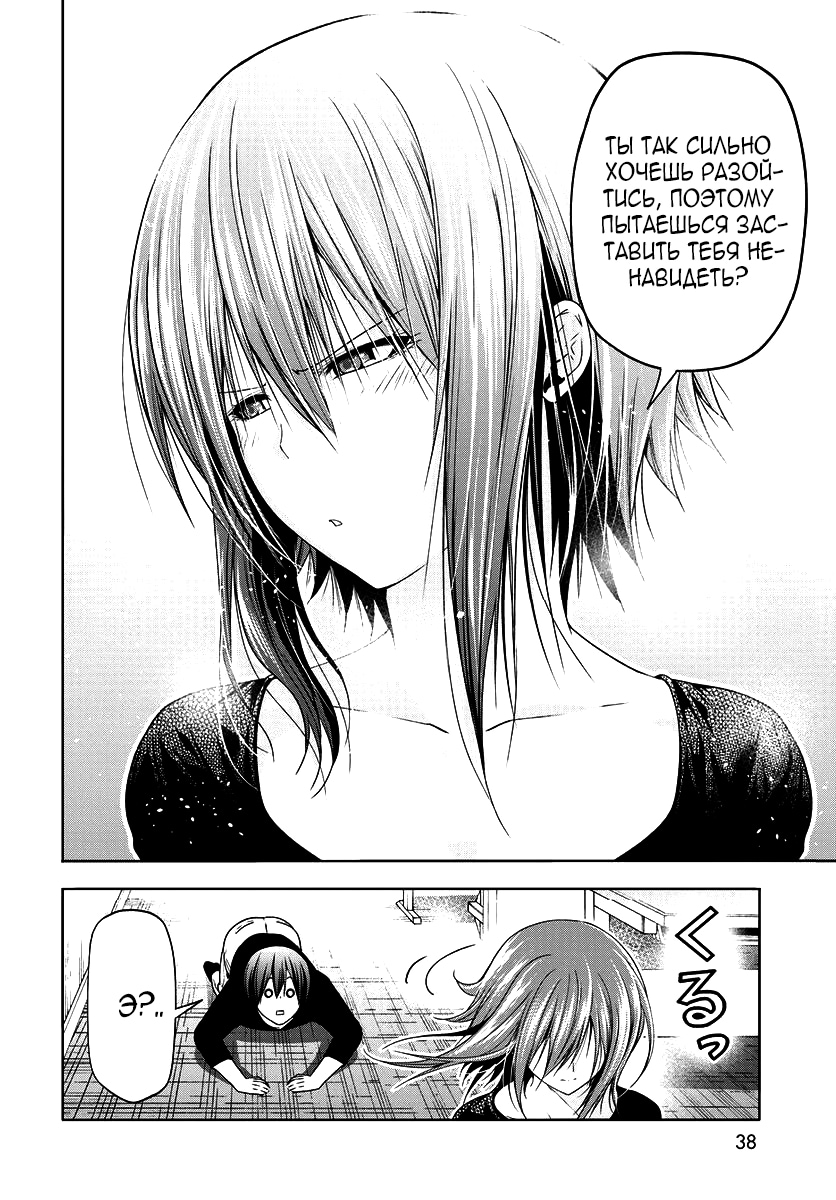 ТЫ ТАК СИЛЬНО
ХОЧЕШЬ РАЗОЙ-
ТИСЬ, ПОЭТОМУ
ПЫТАЕШЬСЯ ЗАС-
ТАВИТЬ ТЕБЯ НЕ-
НАВИДЕТЬ?
Э?..
くるっ
38